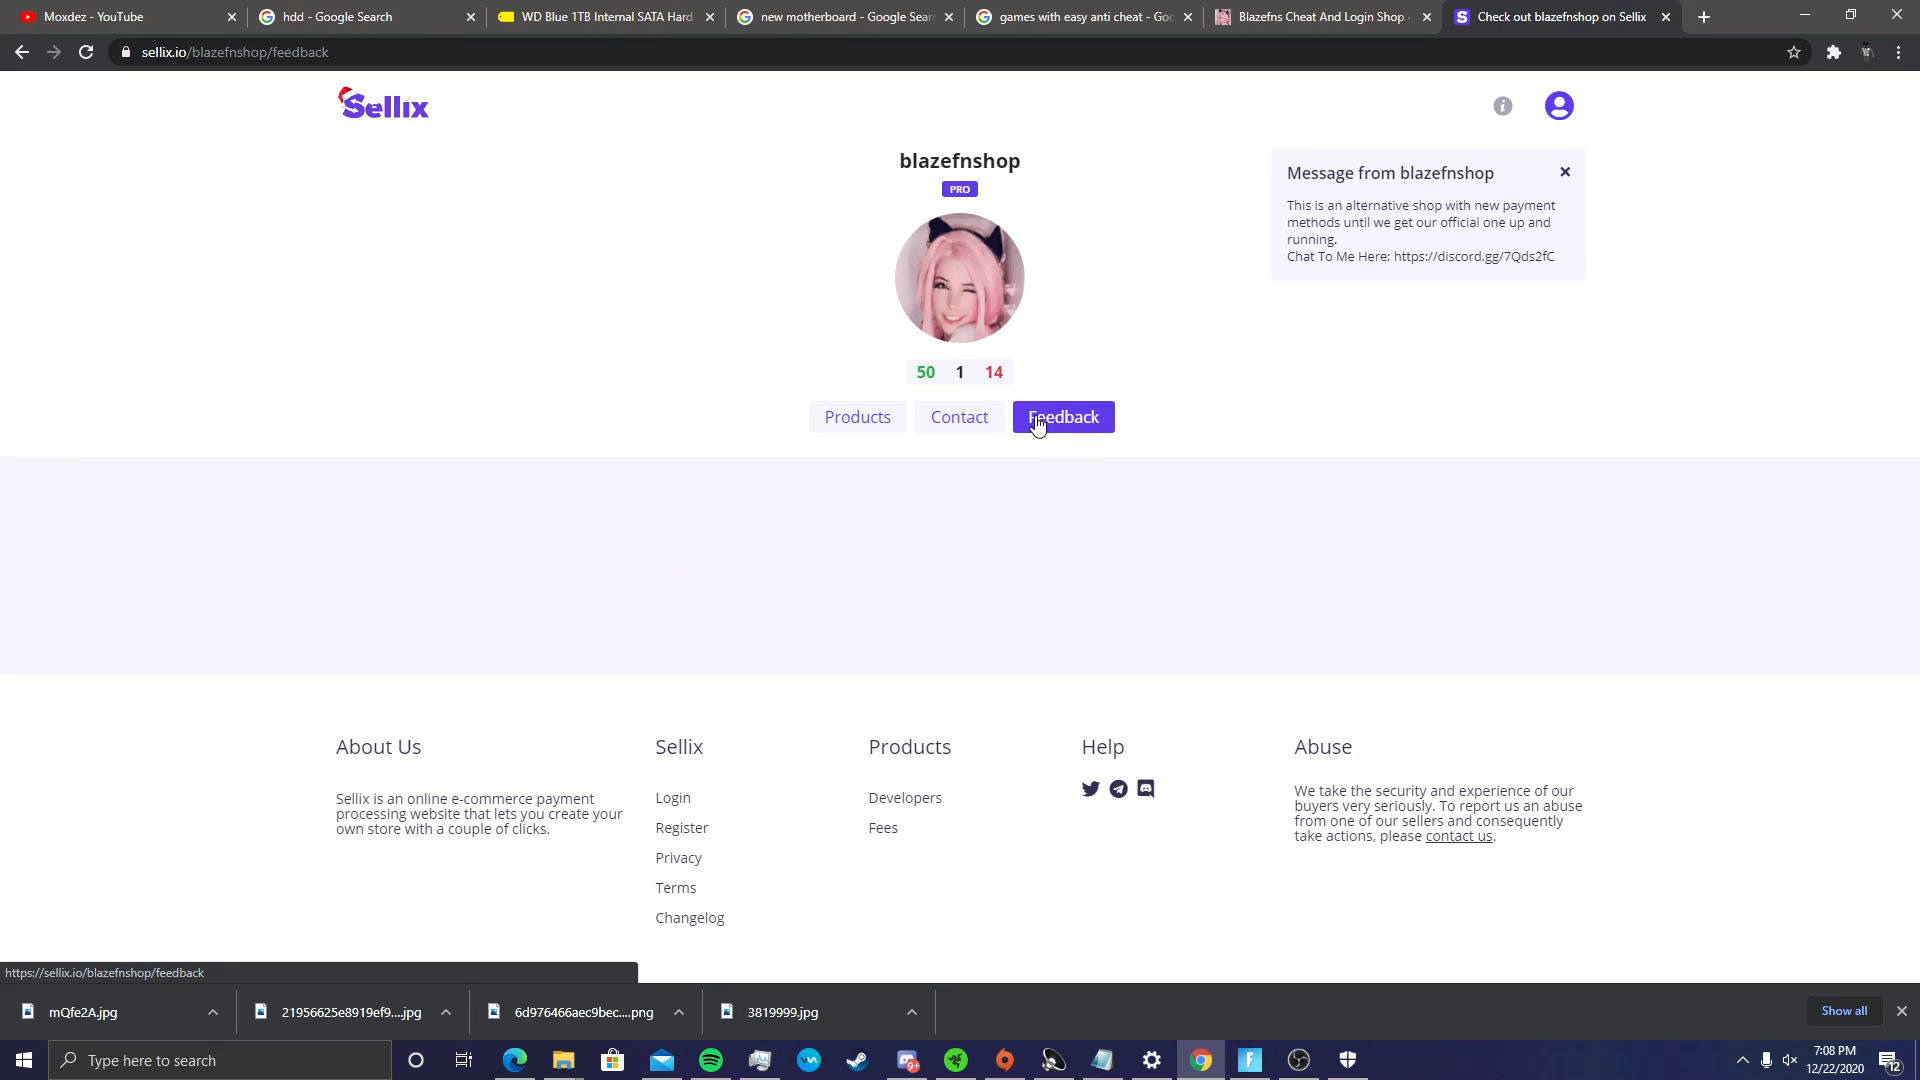 Moxdez - YouTube
hdd - Google Search
WD Blue 1TB Internal SATA Hard
new motherboard - Google Sear
games with easy anti cheat - Goo
Blazefns Cheat And Login Shop
Check out blazefnshop on Sellix
sellix.io/blazefnshop/feedback
Sellix
blazefnshop
PRO
Message from blazefnshop
This is an alternative shop with new payment
methods until we get our official one up and
running.
Chat To Me Here: https://discord.gg/7Qds2fC
50 1 14
Products Contact Feedback
About Us
Sellix is an online e-commerce payment
processing website that lets you create your
own store with a couple of clicks.
Sellix
Login
Register
Privacy
Terms
Changelog
Products
Developers
Fees
Help
Abuse
We take the security and experience of our
buyers very seriously. To report us an abuse
from one of our sellers and consequently
take actions, please contact us.
https://sellix.io/blazefnshop/feedback
mQfe2A.jpg
21956625e8919ef9....jpg
6d976466aec9bec....png
3819999.jpg
Show all
Type here to search
9+
7:08 PM
12/22/2020
12